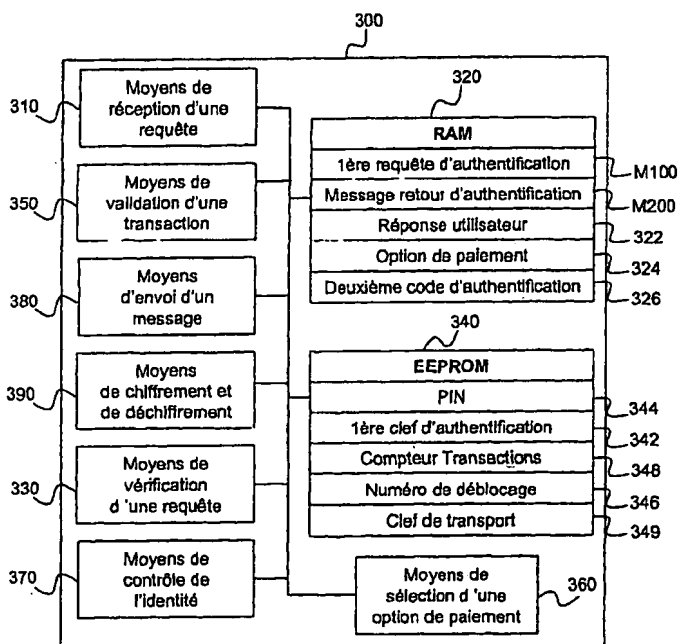 300
310
Moyens de
réception d'une
requête
350
Moyens de
validation d'une
transaction
380
Moyens
d'envoi d'un
message
390
Moyens
de chiffrement et
de déchiffrement
330
Moyens de
vérification
d'une requête
370
Moyens de
contrôle de
l'identité
320
RAM
1ère requête d'authentification
M100
Message retour d'authentification
M200
Réponse utilisateur
322
Option de paiement
324
Deuxième code d'authentification
326
340
EEPROM
PIN
344
1ère clef d'authentification
342
Compteur Transactions
348
Numéro de déblocage
346
Clef de transport
349
Moyens de
sélection d'une
option de paiement
360